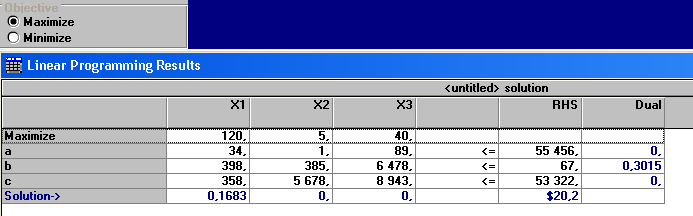 Objective
Maximize
Minimize
Linear Programming Results
<untitled> solution
X1 X2 X3 RHS Dual
Maximize 120, 5, 40,
a 34, 1, 89, <= 55 456, 0,
b 398, 385, 6 478, <= 67, 0,3015
c 358, 5 678, 8 943, <= 53 322, 0,
Solution-> 0,1683 0, 0, $20,2